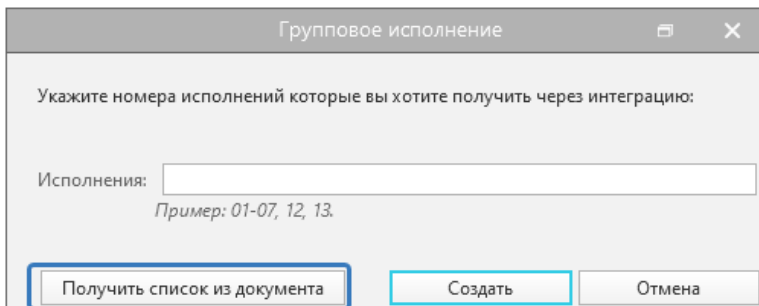 Групповое исполнение
Укажите номера исполнений которые вы хотите получить через интеграцию:
Исполнения:
Пример: 01-07, 12, 13.
Получить список из документа Создать Отмена